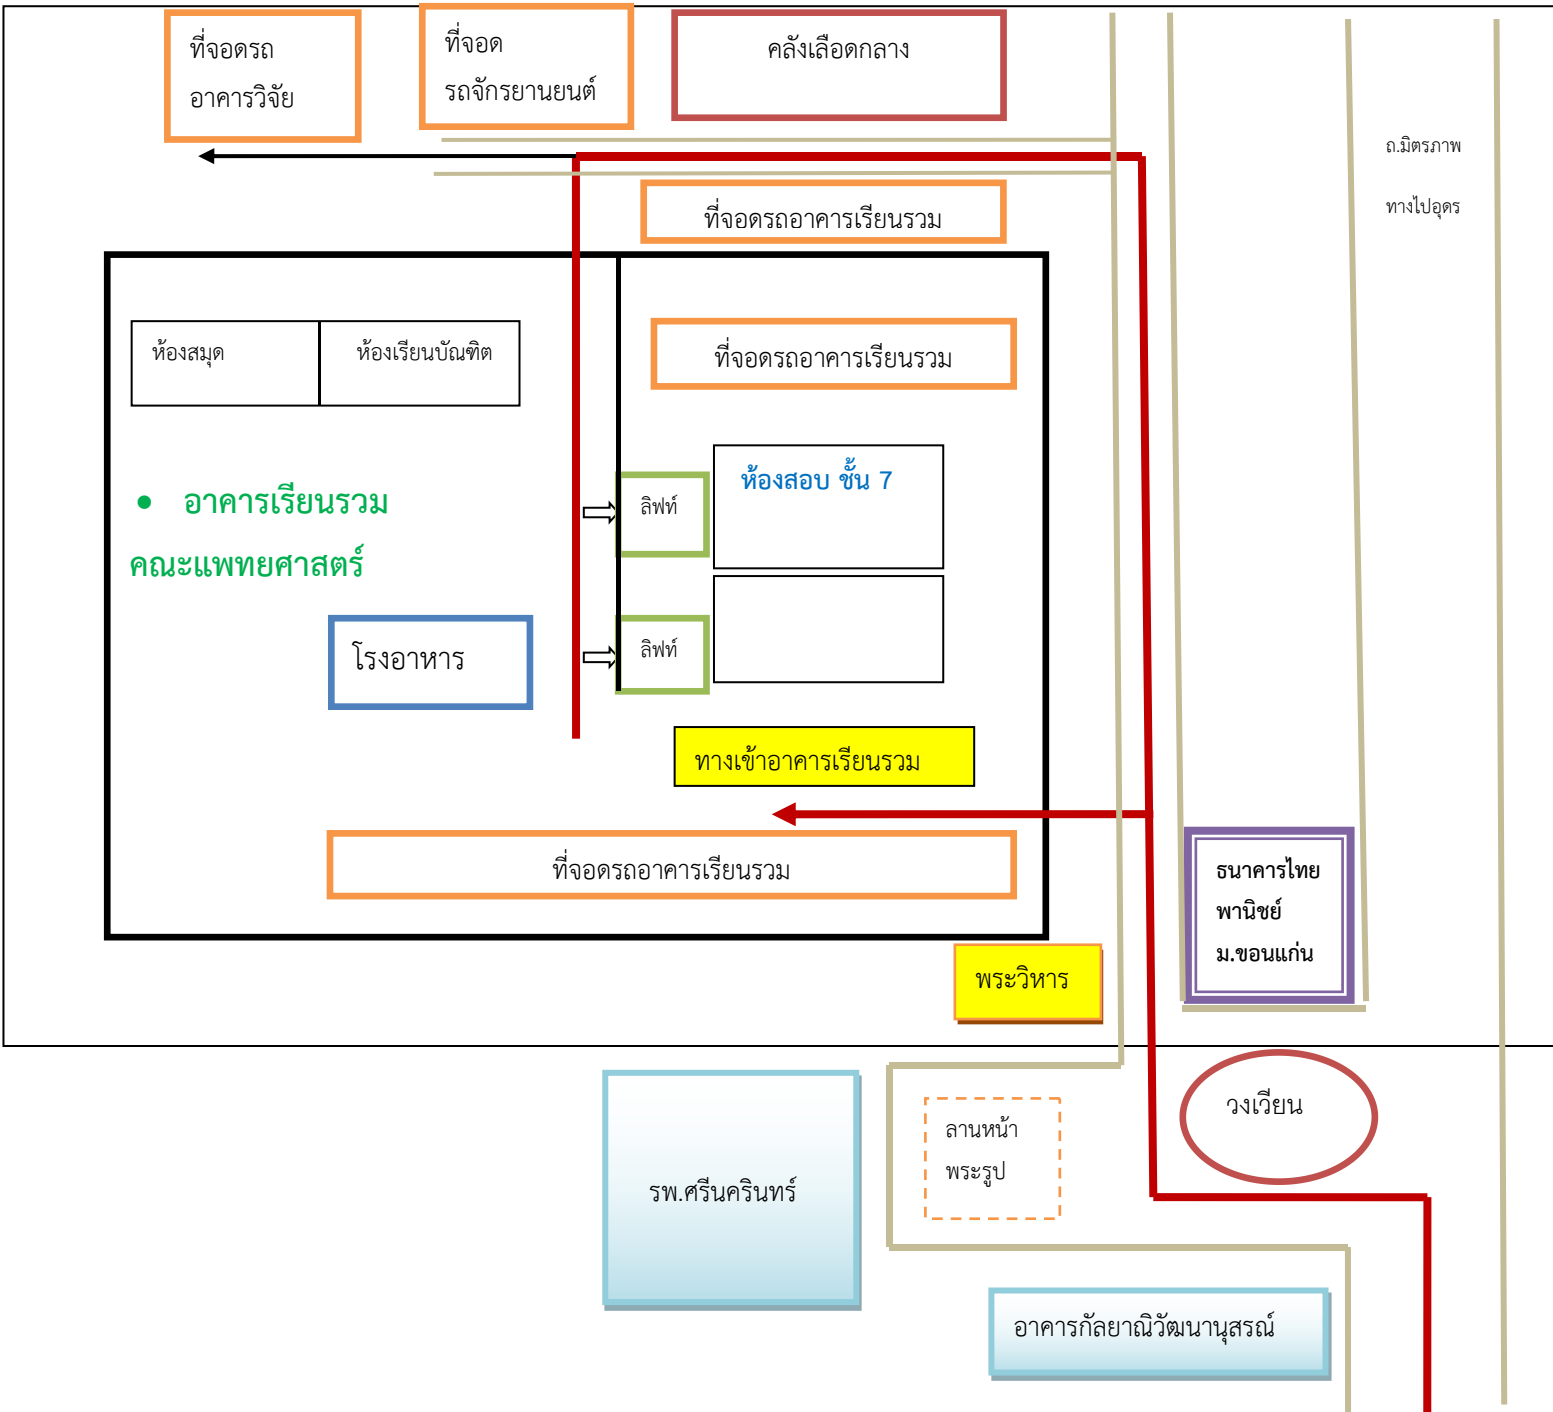 ที่จอดรถ
อาคารวิจัย
ที่จอด
รถจักรยานยนต์
คลังเลือดกลาง
ถ.มิตรภาพ
ทางไปอุดร
ที่จอดรถอาคารเรียนรวม
ห้องสมุด
ห้องเรียนบัณฑิต
ที่จอดรถอาคารเรียนรวม
• อาคารเรียนรวม
คณะแพทยศาสตร์
ลิฟท์
ห้องสอบ ชั้น 7
โรงอาหาร
ลิฟท์
ทางเข้าอาคารเรียนรวม
ที่จอดรถอาคารเรียนรวม
ธนาคารไทย
พานิชย์
ม.ขอนแก่น
พระวิหาร
วงเวียน
ลานหน้า
พระรูป
รพ.ศรีนครินทร์
อาคารกัลยาณิวัฒนานุสรณ์